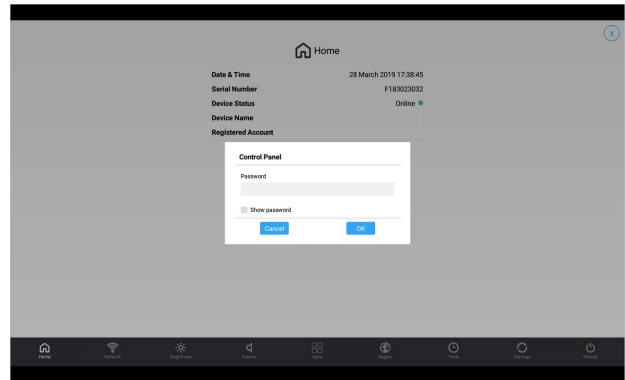 X
Home
Date & Time 28 March 2019 17:38:45
Serial Number F183023032
Device Status Online
Device Name
Registered Account
Control Panel
Password
Show password
Cancel OK
Home Network Brightness Volume Apps Region Timer Settings Reboot